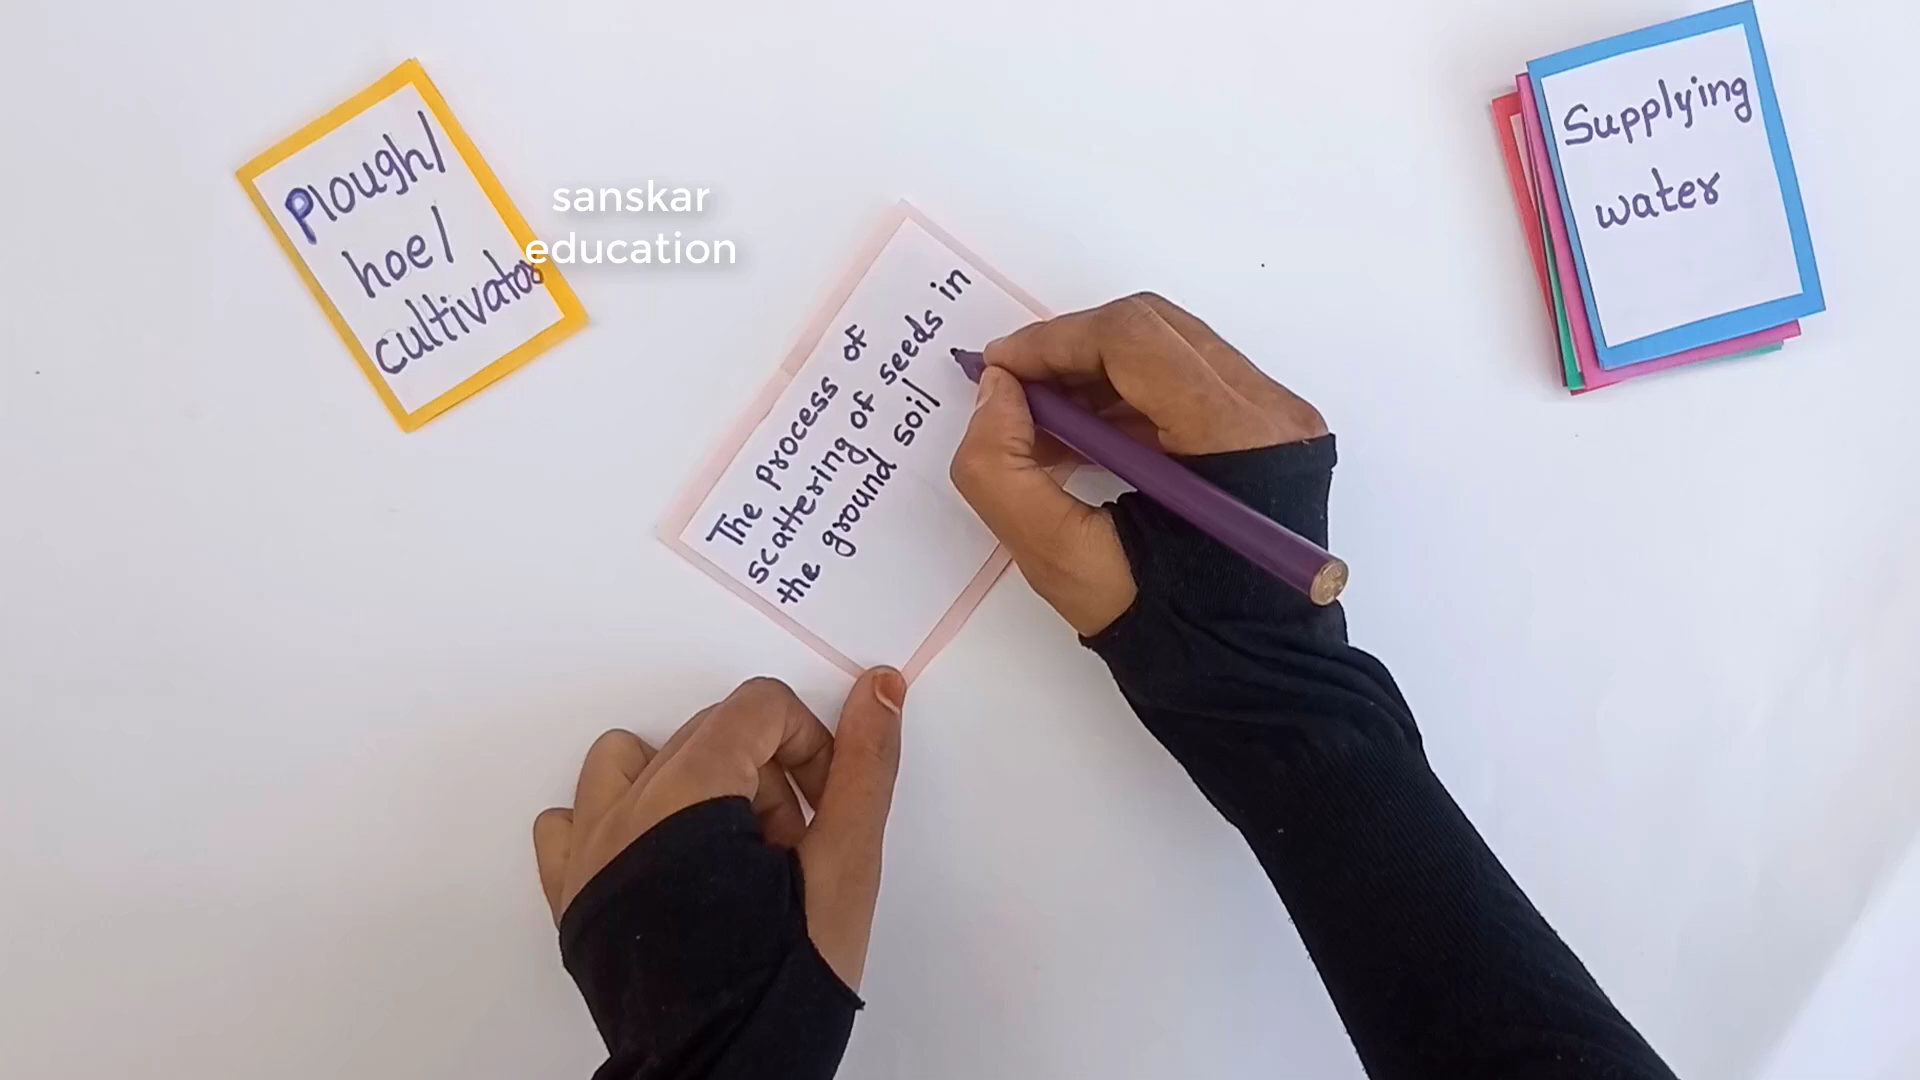 Plough/
hoe/
cultivator
sanskar
education
The process of
scattering of seeds in
the ground soil
Supplying
water